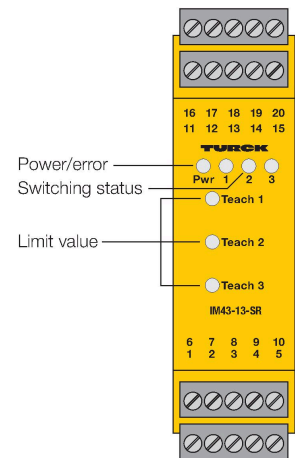 16 17 18 19 20
11 12 13 14 15
TURCK
Power/error
Pwr 1 2 3
Switching status
Teach 1
Limit value
Teach 2
Teach 3
IM43-13-SR
6 7 8 9 10
1 2 3 4 5